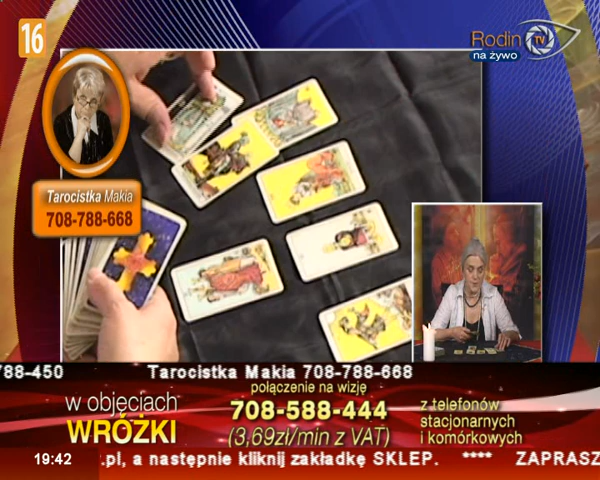 16
Rodin
TV
na żywo
Tarocistka Makia
708-788-668
788-450 Tarocistka Makia 708-788-668
w objęciach
WRÓŻKI
połączenie na wizję
708-588-444
(3,69zł/min z VAT)
z telefonów
stacjonarnych
i komórkowych
19:42
.pl, a następnie kliknij zakładkę SKLEP. **** ZAPRASZ